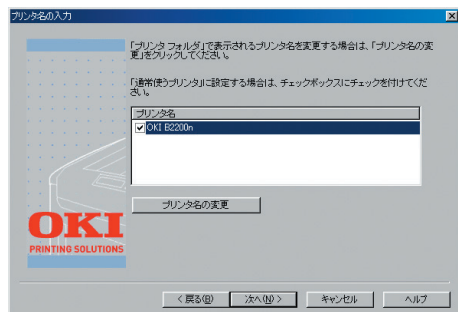 プリンタ名の入力
「プリンタ フォルダ」で表示されるプリンタ名を変更する場合は、「プリンタ名の変
更」をクリックしてください。
「通常使うプリンタ」に設定する場合は、チェックボックスにチェックを付けてくだ
さい。
プリンタ名
OKI B2200n
プリンタ名の変更
OKI
PRINTING SOLUTIONS
< 戻る(B)
次へ(N) >
キャンセル
ヘルプ